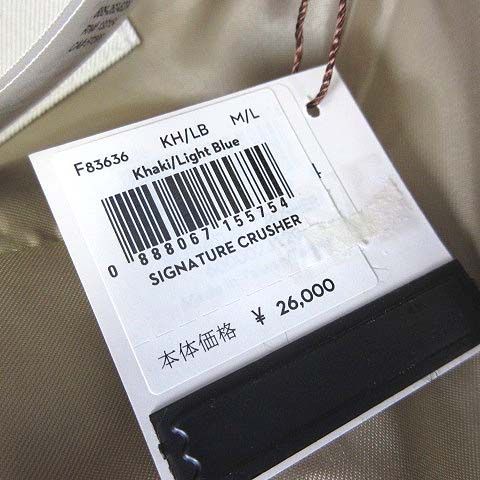 F83636 KH/LB M/L
Khaki/Light Blue
0 888067 155754
SIGNATURE CRUSHER
本体価格 ¥ 26,000